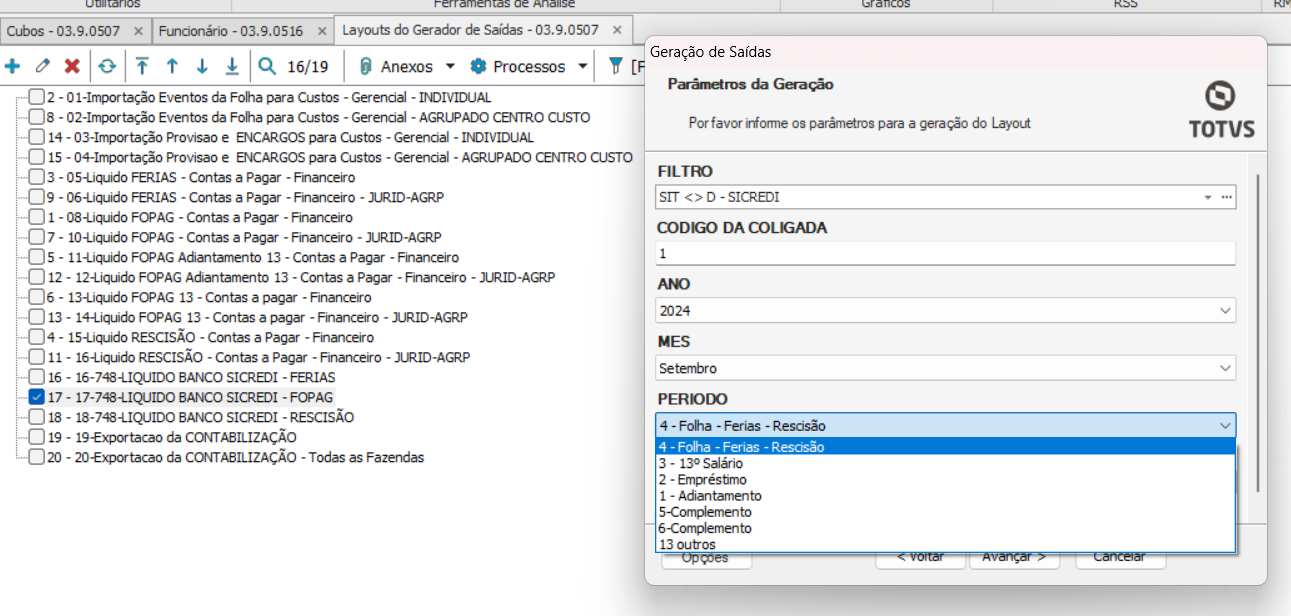 Utilitários
Ferramentas de Análise
Gráficos
RSS
Cubos - 03.9.0507
Funcionário - 03.9.0516
Layouts do Gerador de Saídas - 03.9.0507
16/19
Anexos
Processos
2 - 01-Importação Eventos da Folha para Custos - Gerencial - INDIVIDUAL
8 - 02-Importação Eventos da Folha para Custos - Gerencial - AGRUPADO CENTRO CUSTO
14 - 03-Importação Provisao e  ENCARGOS para Custos - Gerencial - INDIVIDUAL
15 - 04-Importação Provisao e  ENCARGOS para Custos - Gerencial - AGRUPADO CENTRO CUSTO
3 - 05-Liquido FERIAS - Contas a Pagar - Financeiro
9 - 06-Liquido FERIAS - Contas a Pagar - Financeiro - JURID-AGRP
1 - 08-Liquido FOPAG - Contas a Pagar - Financeiro
7 - 10-Liquido FOPAG - Contas a Pagar - Financeiro - JURID-AGRP
5 - 11-Liquido FOPAG Adiantamento 13 - Contas a Pagar - Financeiro
12 - 12-Liquido FOPAG Adiantamento 13 - Contas a Pagar - Financeiro - JURID-AGRP
6 - 13-Liquido FOPAG 13 - Contas a pagar - Financeiro
13 - 14-Liquido FOPAG 13 - Contas a pagar - Financeiro - JURID-AGRP
4 - 15-Liquido RESCISÃO - Contas a Pagar - Financeiro
11 - 16-Liquido RESCISÃO - Contas a Pagar - Financeiro - JURID-AGRP
16 - 16-748-LIQUIDO BANCO SICREDI - FERIAS
17 - 17-748-LIQUIDO BANCO SICREDI - FOPAG
18 - 18-748-LIQUIDO BANCO SICREDI - RESCISÃO
19 - 19-Exportacao da CONTABILIZAÇÃO
20 - 20-Exportacao da CONTABILIZAÇÃO - Todas as Fazendas
Geração de Saídas
Parâmetros da Geração
Por favor informe os parâmetros para a geração do Layout
TOTVS
FILTRO
SIT <> D - SICREDI
CODIGO DA COLIGADA
1
ANO
2024
MES
Setembro
PERIODO
4 - Folha - Ferias - Rescisão
4 - Folha - Ferias - Rescisão
3 - 13º Salário
2 - Empréstimo
1 - Adiantamento
5-Complemento
6-Complemento
13 outros
Opções
< Voltar
Avançar >
Cancelar